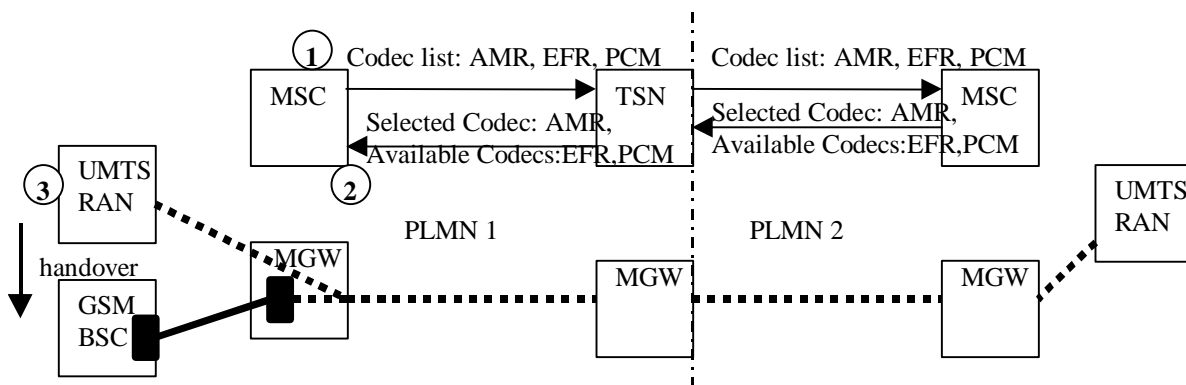 1
Codec list: AMR, EFR, PCM
Codec list: AMR, EFR, PCM
MSC
TSN
MSC
Selected Codec: AMR,
Available Codecs:EFR,PCM
Selected Codec: AMR,
Available Codecs:EFR,PCM
2
3
UMTS
RAN
UMTS
RAN
PLMN 1
PLMN 2
handover
MGW
MGW
MGW
GSM
BSC